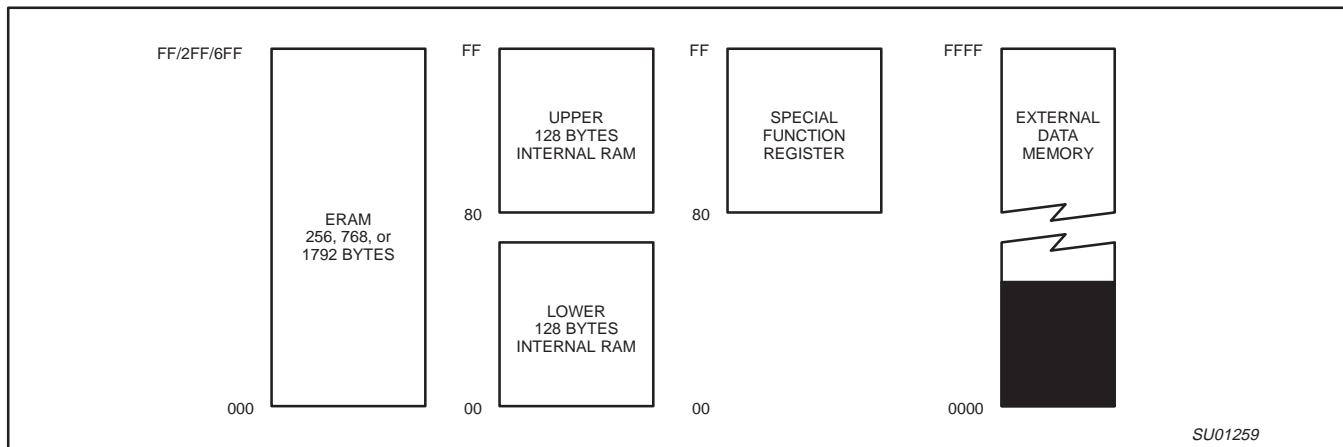 FF/2FF/6FF
FF
FF
FFFF
UPPER
128 BYTES
INTERNAL RAM
SPECIAL
FUNCTION
REGISTER
EXTERNAL
DATA
MEMORY
ERAM
256, 768, or
1792 BYTES
80
80
LOWER
128 BYTES
INTERNAL RAM
000
00
00
0000
SU01259